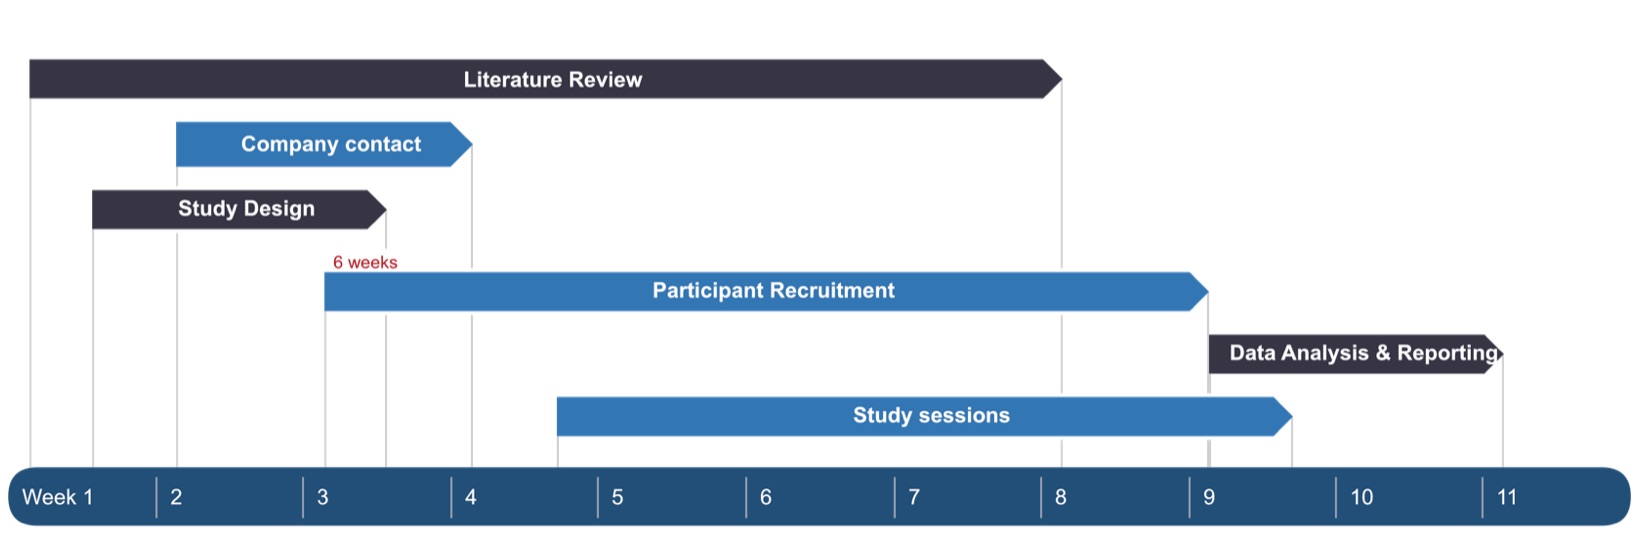 Literature Review
Company contact
Study Design
6 weeks
Participant Recruitment
Data Analysis & Reporting
Study sessions
Week 1 2 3 4 5 6 7 8 9 10 11